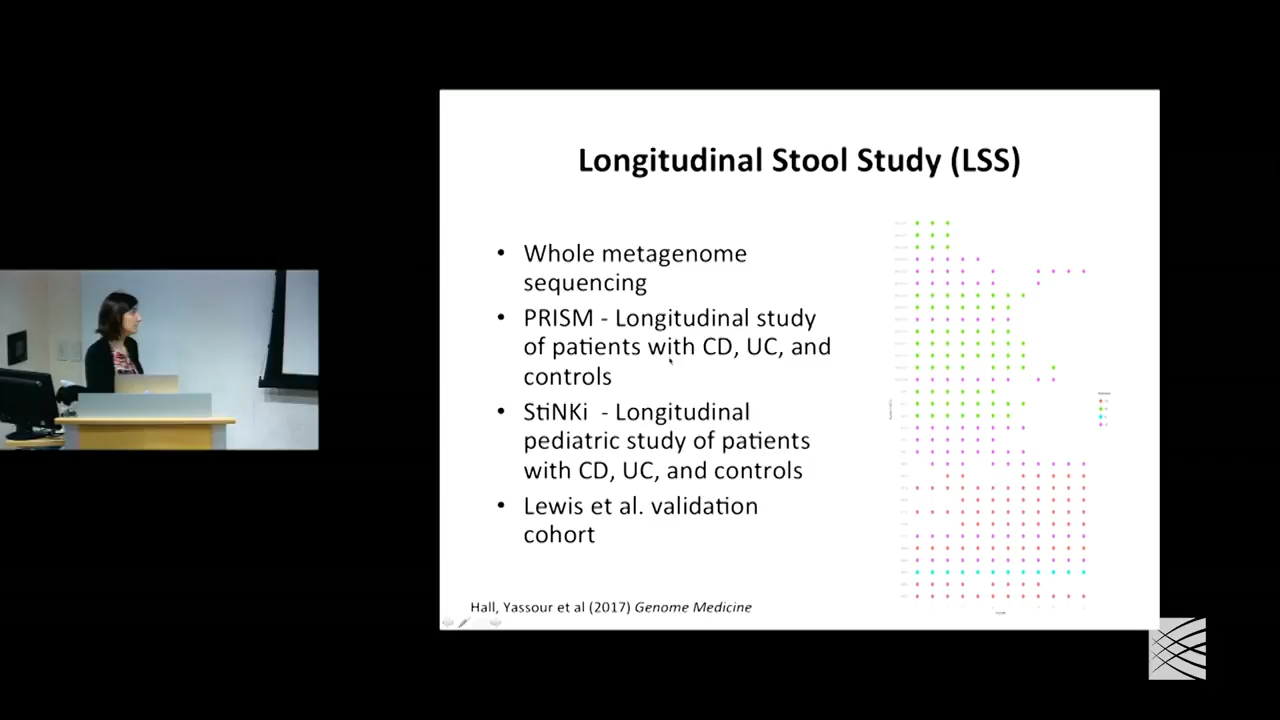 Longitudinal Stool Study (LSS)
• Whole metagenome
sequencing
• PRISM - Longitudinal study
of patients with CD, UC, and
controls
• StiNKi - Longitudinal
pediatric study of patients
with CD, UC, and controls
• Lewis et al. validation
cohort
Hall, Yassour et al (2017) Genome Medicine